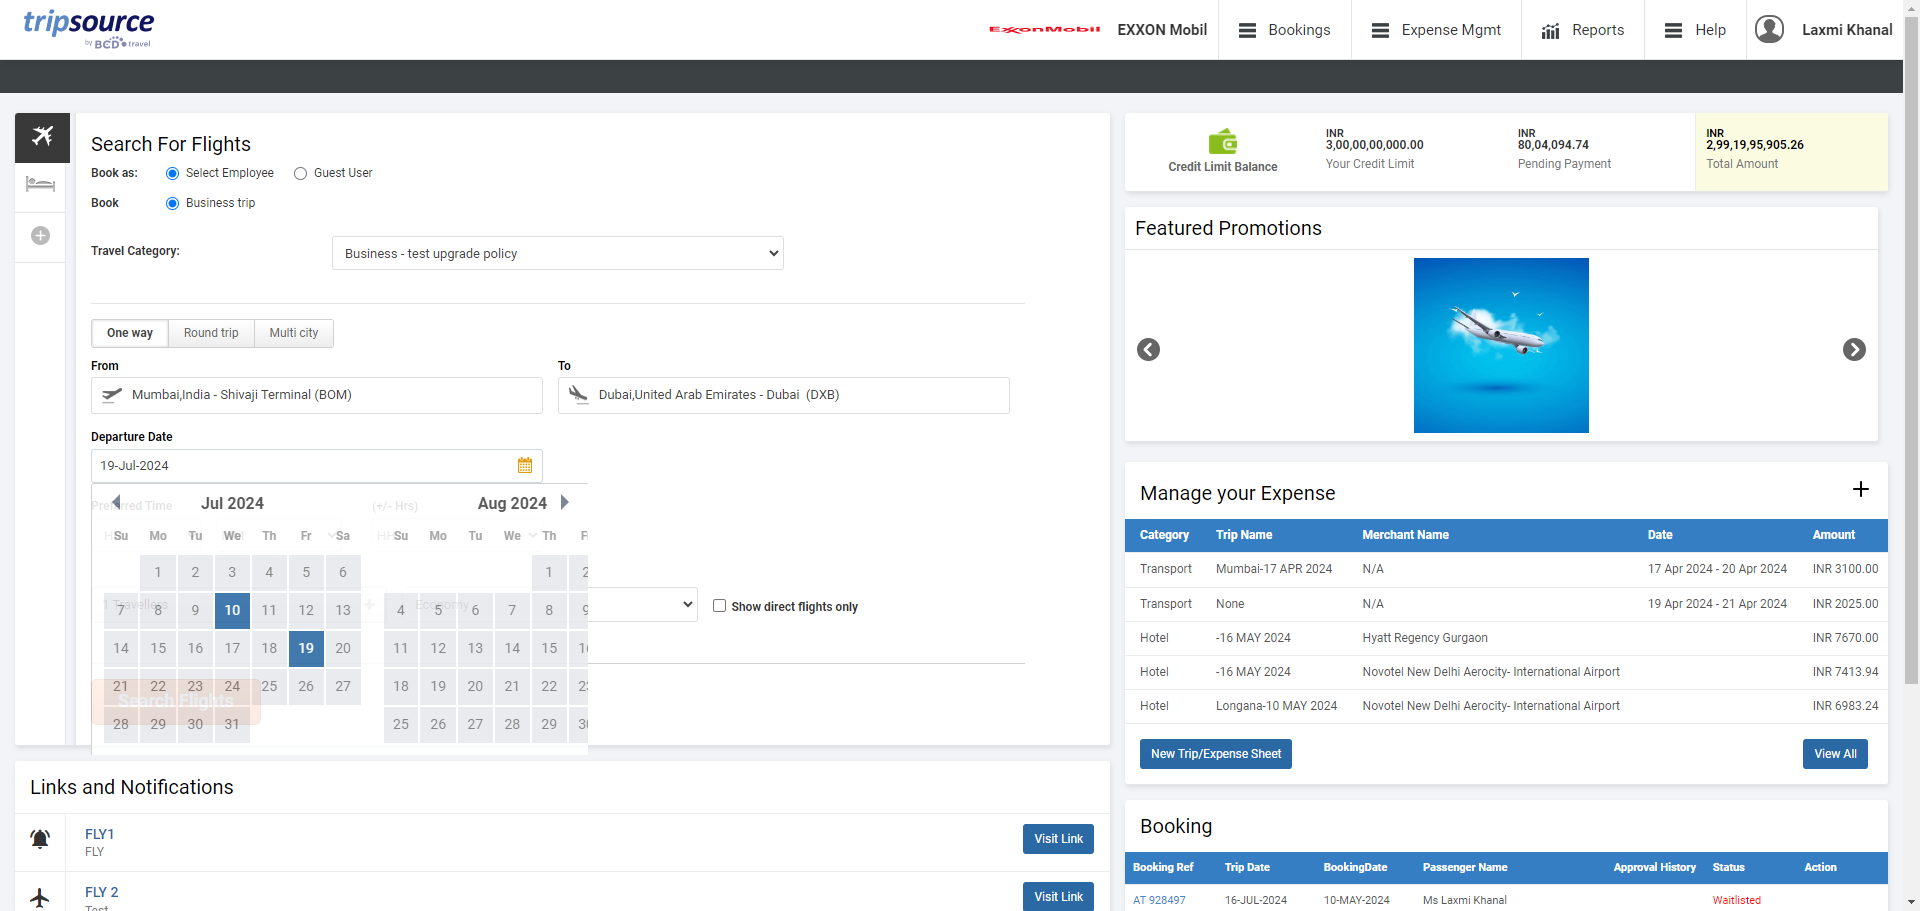 tripsource
by BCD travel
ExxonMobil
EXXON Mobil
Bookings
Expense Mgmt
Reports
Help
Laxmi Khanal
Search For Flights
Book as:
Select Employee
Guest User
Book
Business trip
Travel Category:
Business - test upgrade policy
One way
Round trip
Multi city
From
To
Mumbai,India - Shivaji Terminal (BOM)
Dubai,United Arab Emirates - Dubai (DXB)
Departure Date
19-Jul-2024
Preferred Time
(+/- Hrs)
Jul 2024
Aug 2024
Su Mo Tu We Th Fr Sa
1 2 3 4 5 6
7 8 9 10 11 12 13
14 15 16 17 18 19 20
21 22 23 24 25 26 27
28 29 30 31
Su Mo Tu We Th
1 2
4 5 6 7 8 9
11 12 13 14 15
18 19 20 21 22
25 26 27 28 29
1 Travellers
Economy
Show direct flights only
Search Flights
Links and Notifications
FLY1
FLY
Visit Link
FLY 2
Test
Visit Link
Credit Limit Balance
INR
3,00,00,00,000.00
Your Credit Limit
INR
80,04,094.74
Pending Payment
INR
2,99,19,95,905.26
Total Amount
Featured Promotions
Manage your Expense
Category Trip Name Merchant Name Date Amount
Transport Mumbai-17 APR 2024 N/A 17 Apr 2024 - 20 Apr 2024 INR 3100.00
Transport None N/A 19 Apr 2024 - 21 Apr 2024 INR 2025.00
Hotel -16 MAY 2024 Hyatt Regency Gurgaon INR 7670.00
Hotel -16 MAY 2024 Novotel New Delhi Aerocity- International Airport INR 7413.94
Hotel Longana-10 MAY 2024 Novotel New Delhi Aerocity- International Airport INR 6983.24
New Trip/Expense Sheet
View All
Booking
Booking Ref Trip Date BookingDate Passenger Name Approval History Status Action
AT 928497 16-JUL-2024 10-MAY-2024 Ms Laxmi Khanal Waitlisted